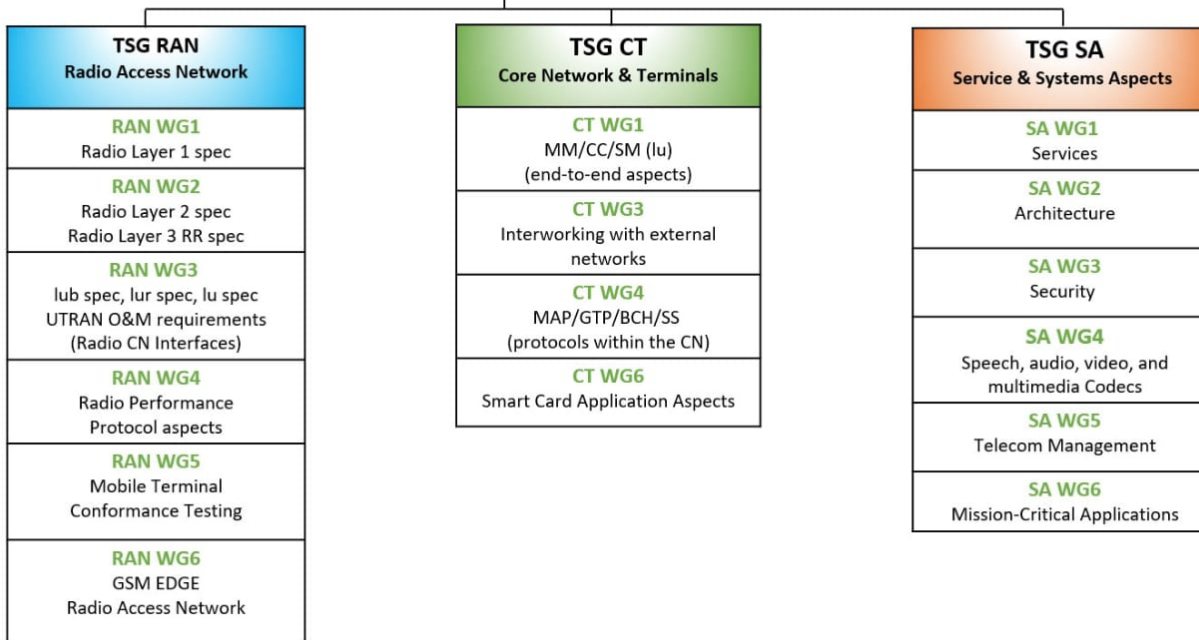 TSG RAN
Radio Access Network
RAN WG1
Radio Layer 1 spec
RAN WG2
Radio Layer 2 spec
Radio Layer 3 RR spec
RAN WG3
lub spec, lur spec, lu spec
UTRAN O&M requirements
(Radio CN Interfaces)
RAN WG4
Radio Performance
Protocol aspects
RAN WG5
Mobile Terminal
Conformance Testing
RAN WG6
GSM EDGE
Radio Access Network
TSG CT
Core Network & Terminals
CT WG1
MM/CC/SM (lu)
(end-to-end aspects)
CT WG3
Interworking with external
networks
CT WG4
MAP/GTP/BCH/SS
(protocols within the CN)
CT WG6
Smart Card Application Aspects
TSG SA
Service & Systems Aspects
SA WG1
Services
SA WG2
Architecture
SA WG3
Security
SA WG4
Speech, audio, video, and
multimedia Codecs
SA WG5
Telecom Management
SA WG6
Mission-Critical Applications